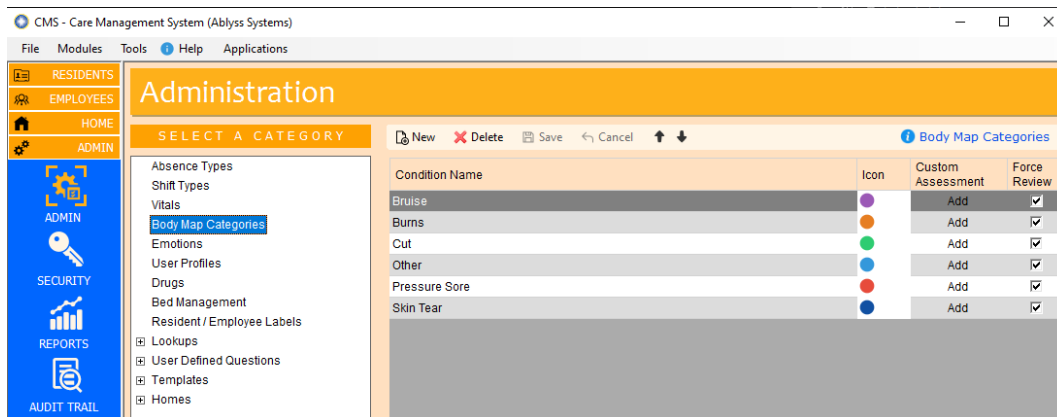 CMS - Care Management System (Ablyss Systems)
File Modules Tools Help Applications
RESIDENTS
EMPLOYEES
HOME
ADMIN
ADMIN
SECURITY
REPORTS
AUDIT TRAIL
Administration
SELECT A CATEGORY
Absence Types
Shift Types
Vitals
Body Map Categories
Emotions
User Profiles
Drugs
Bed Management
Resident / Employee Labels
Lookups
User Defined Questions
Templates
Homes
New Delete Save Cancel Body Map Categories
Condition Name Icon Custom Assessment Force Review
Bruise Add
Burns Add
Cut Add
Other Add
Pressure Sore Add
Skin Tear Add